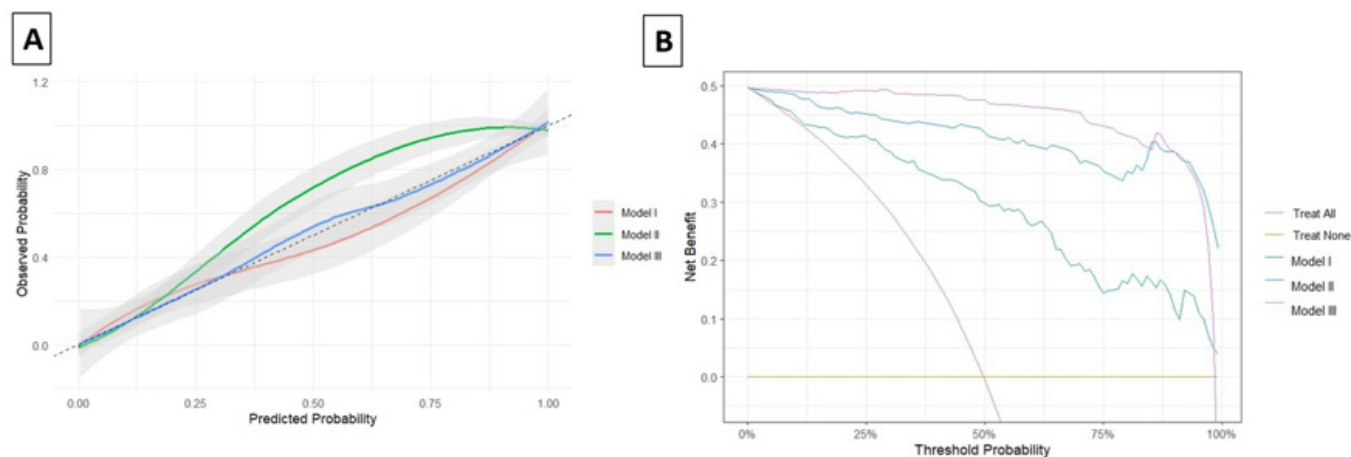 A
1.2
0.8
0.4
0.0
Observed Probability
0.00 0.25 0.50 0.75 1.00
Predicted Probability
Model I
Model II
Model III
B
0.5
0.4
0.3
0.2
0.1
0.0
Net Benefit
0% 25% 50% 75% 100%
Threshold Probability
Treat All
Treat None
Model I
Model II
Model III